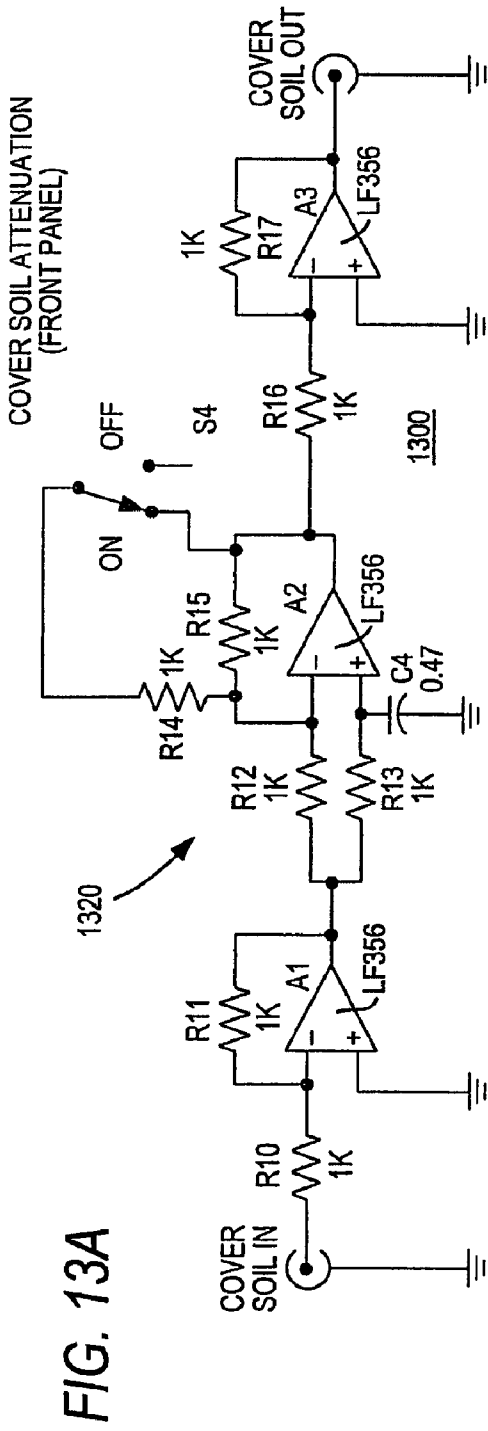 FIG. 13A
COVER SOIL ATTENUATION
(FRONT PANEL)
ON
OFF
S4
1320
COVER
SOIL IN
R10
1K
R11
1K
A1
-
+
LF356
R12
1K
R13
1K
R14
1K
R15
1K
A2
-
+
LF356
C4
0.47
R16
1K
1K
R17
A3
-
+
LF356
COVER
SOIL OUT
1300